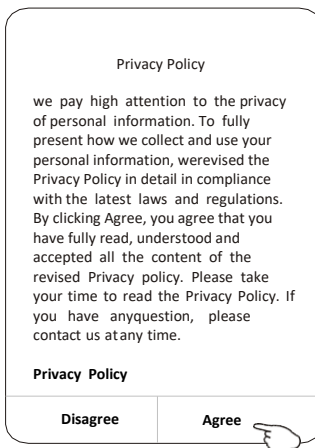 Privacy Policy
we pay high attention to the privacy
of personal information. To fully
present how we collect and use your
personal information, werevised the
Privacy Policy in detail in compliance
with the latest laws and regulations.
By clicking Agree, you agree that you
have fully read, understood and
accepted all the content of the
revised Privacy policy. Please take
your time to read the Privacy Policy. If
you have anyquestion, please
contact us atany time.
Privacy Policy
Disagree
Agree